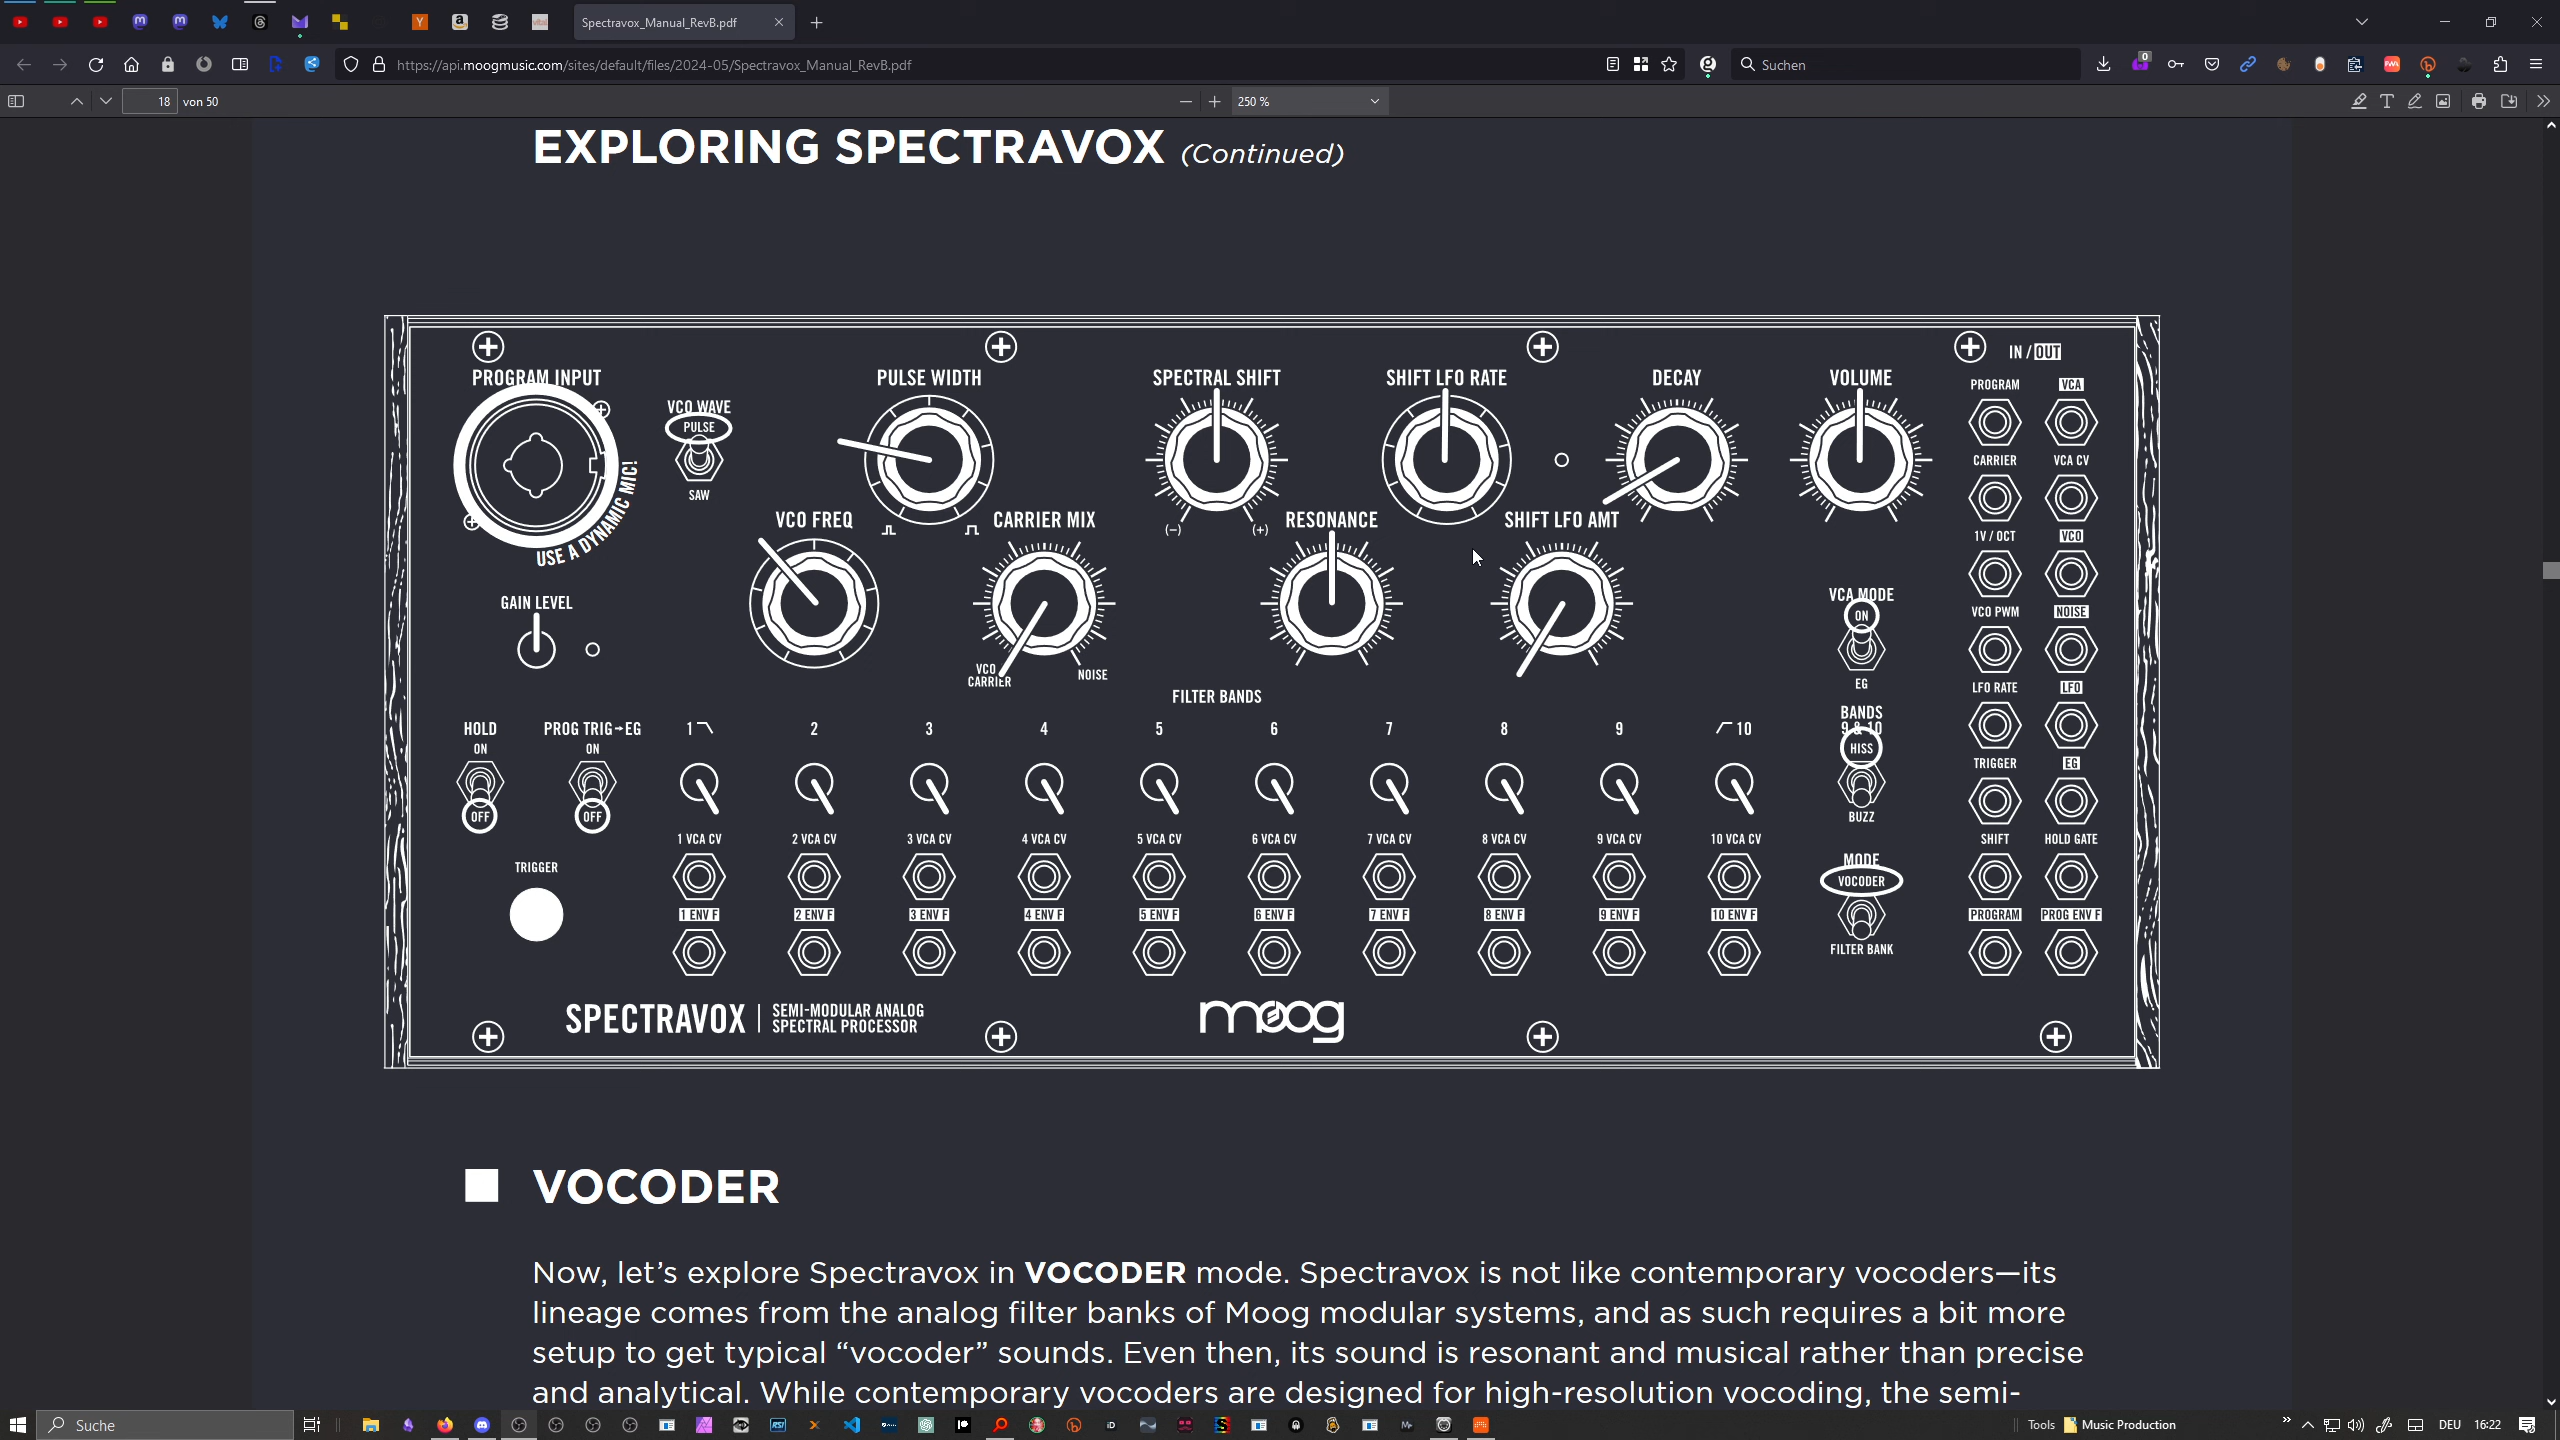 Spectravox_Manual_RevB.pdf
https://api.moogmusic.com/sites/default/files/2024-05/Spectravox_Manual_RevB.pdf
Suchen
0
18 von 50
250 %
EXPLORING SPECTRAVOX (Continued)
IN / OUT
PROGRAM INPUT
PULSE WIDTH
SPECTRAL SHIFT
SHIFT LFO RATE
DECAY
VOLUME
PROGRAM
VCA
VCO WAVE
PULSE
SAW
USE A DYNAMIC MIC!
CARRIER
VCA CV
VCO FREQ
CARRIER MIX
(-)
(+)
RESONANCE
SHIFT LFO AMT
1V / OCT
VCO
GAIN LEVEL
VCA MODE
ON
EG
VCO PWM
NOISE
VCO
CARRIER
NOISE
FILTER BANDS
LFO RATE
LFO
HOLD
ON
OFF
PROG TRIG→EG
ON
OFF
1
2
3
4
5
6
7
8
9
10
BANDS
9 & 10
HISS
BUZZ
TRIGGER
EG
TRIGGER
1 VCA CV
2 VCA CV
3 VCA CV
4 VCA CV
5 VCA CV
6 VCA CV
7 VCA CV
8 VCA CV
9 VCA CV
10 VCA CV
MODE
VOCODER
FILTER BANK
SHIFT
HOLD GATE
1 ENV F
2 ENV F
3 ENV F
4 ENV F
5 ENV F
6 ENV F
7 ENV F
8 ENV F
9 ENV F
10 ENV F
PROGRAM
PROG ENV F
SPECTRAVOX
SEMI-MODULAR ANALOG
SPECTRAL PROCESSOR
moog
VOCODER
Now, let’s explore Spectravox in VOCODER mode. Spectravox is not like contemporary vocoders—its
lineage comes from the analog filter banks of Moog modular systems, and as such requires a bit more
setup to get typical “vocoder” sounds. Even then, its sound is resonant and musical rather than precise
and analytical. While contemporary vocoders are designed for high-resolution vocoding, the semi-
Suche
Tools
Music Production
DEU
16:22